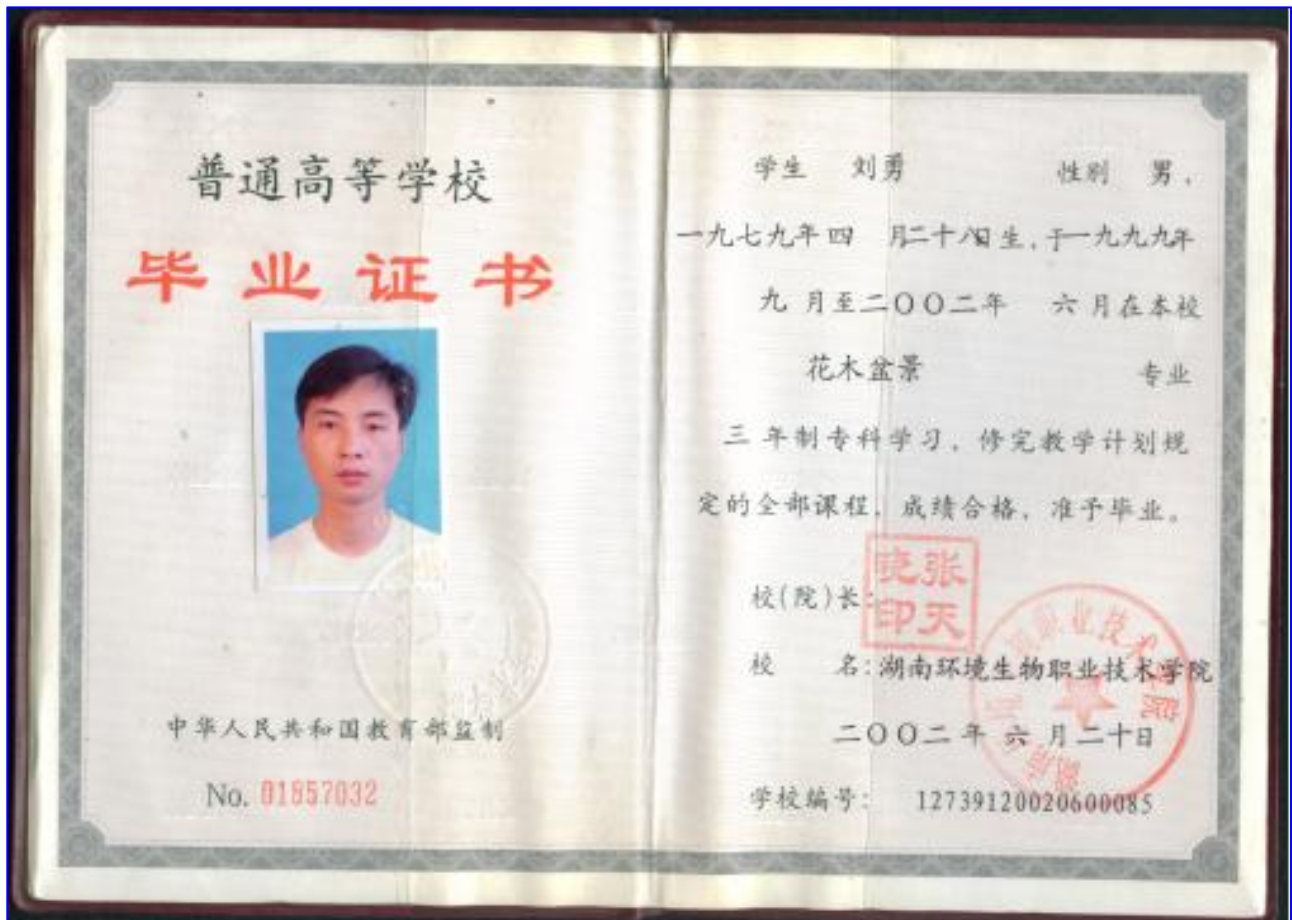 普通高等学校
毕业证书
中华人民共和国教育部监制
No. 01857032
学生 刘勇 性别 男,
一九七九年四 月二十八日生,于一九九九年
九 月至二〇〇二年 六 月在本校
花木盆景 专业
三 年制专科学习,修完教学计划规
定的全部课程,成绩合格,准予毕业。
校(院)长:
张天
晓印
校 名:湖南环境生物职业技术学院
二〇〇二年 六 月二十日
学校编号: 12739120020600085